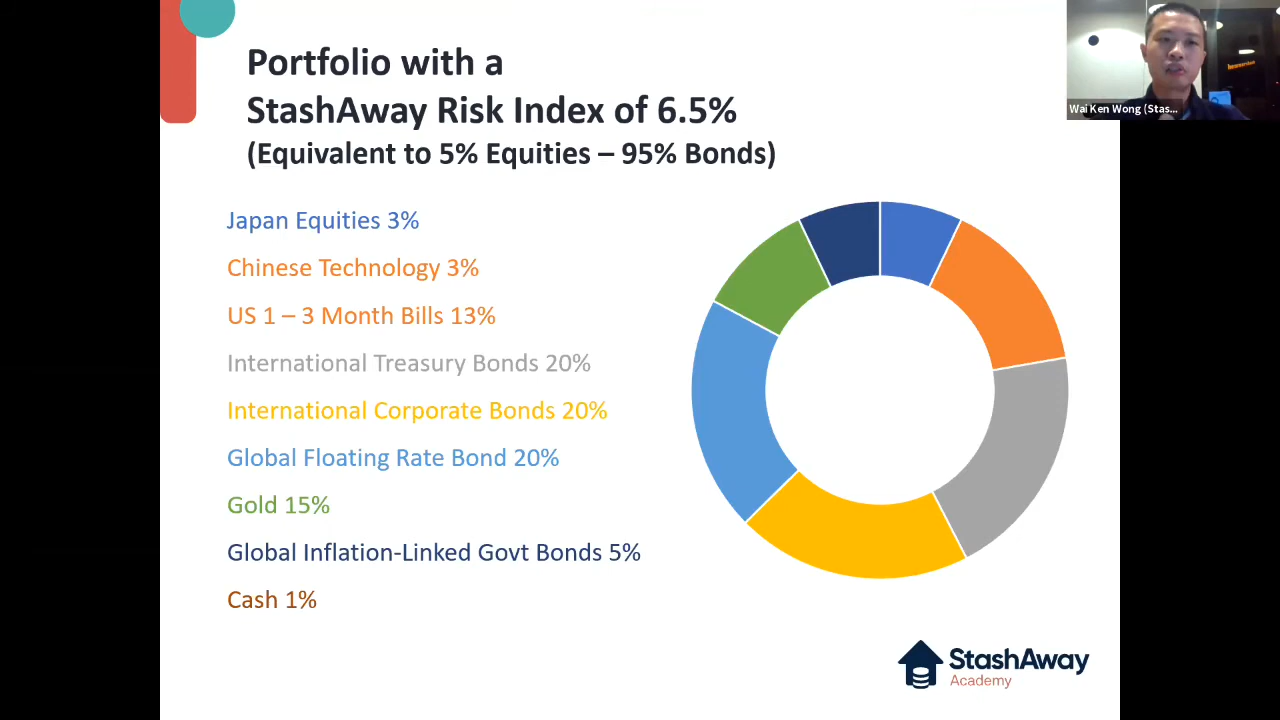 Portfolio with a
StashAway Risk Index of 6.5%
(Equivalent to 5% Equities – 95% Bonds)
Japan Equities 3%
Chinese Technology 3%
US 1 – 3 Month Bills 13%
International Treasury Bonds 20%
International Corporate Bonds 20%
Global Floating Rate Bond 20%
Gold 15%
Global Inflation-Linked Govt Bonds 5%
Cash 1%
Wai Ken Wong (Stas...
StashAway
Academy